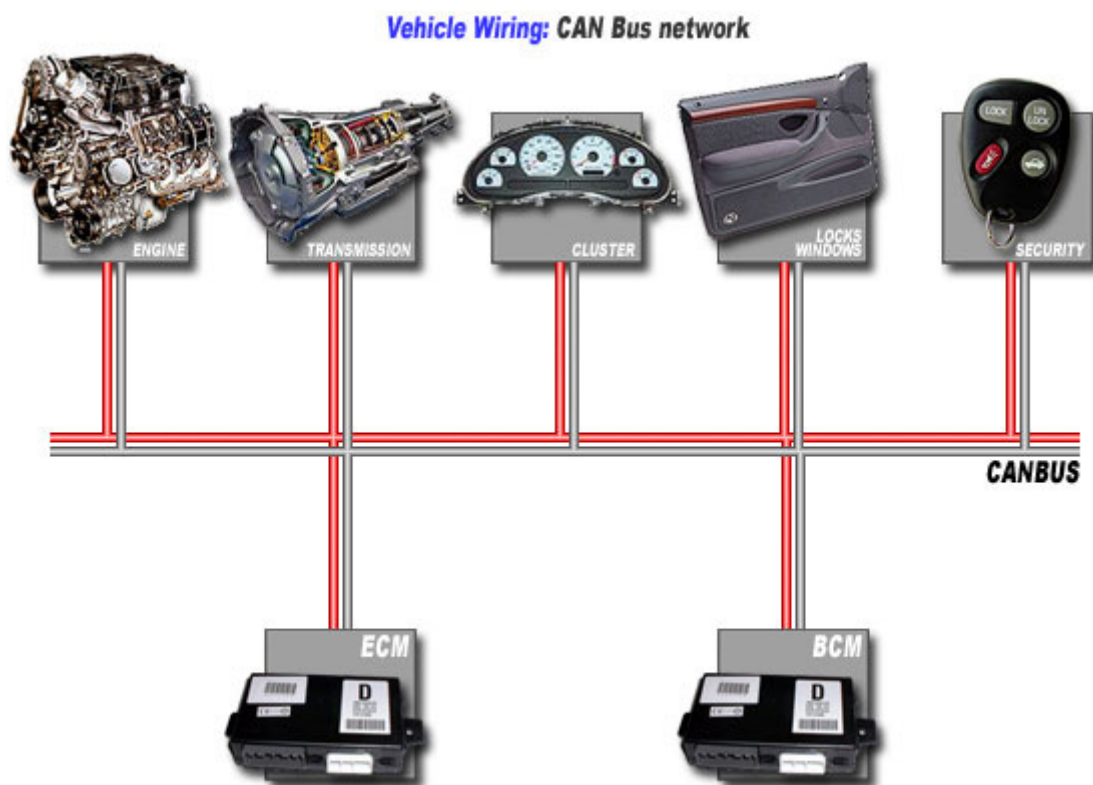 Vehicle Wiring: CAN Bus network
LOCK
UN
LOCK
ENGINE
TRANSMISSION
CLUSTER
LOCKS
WINDOWS
SECURITY
CANBUS
ECM
BCM
D
D